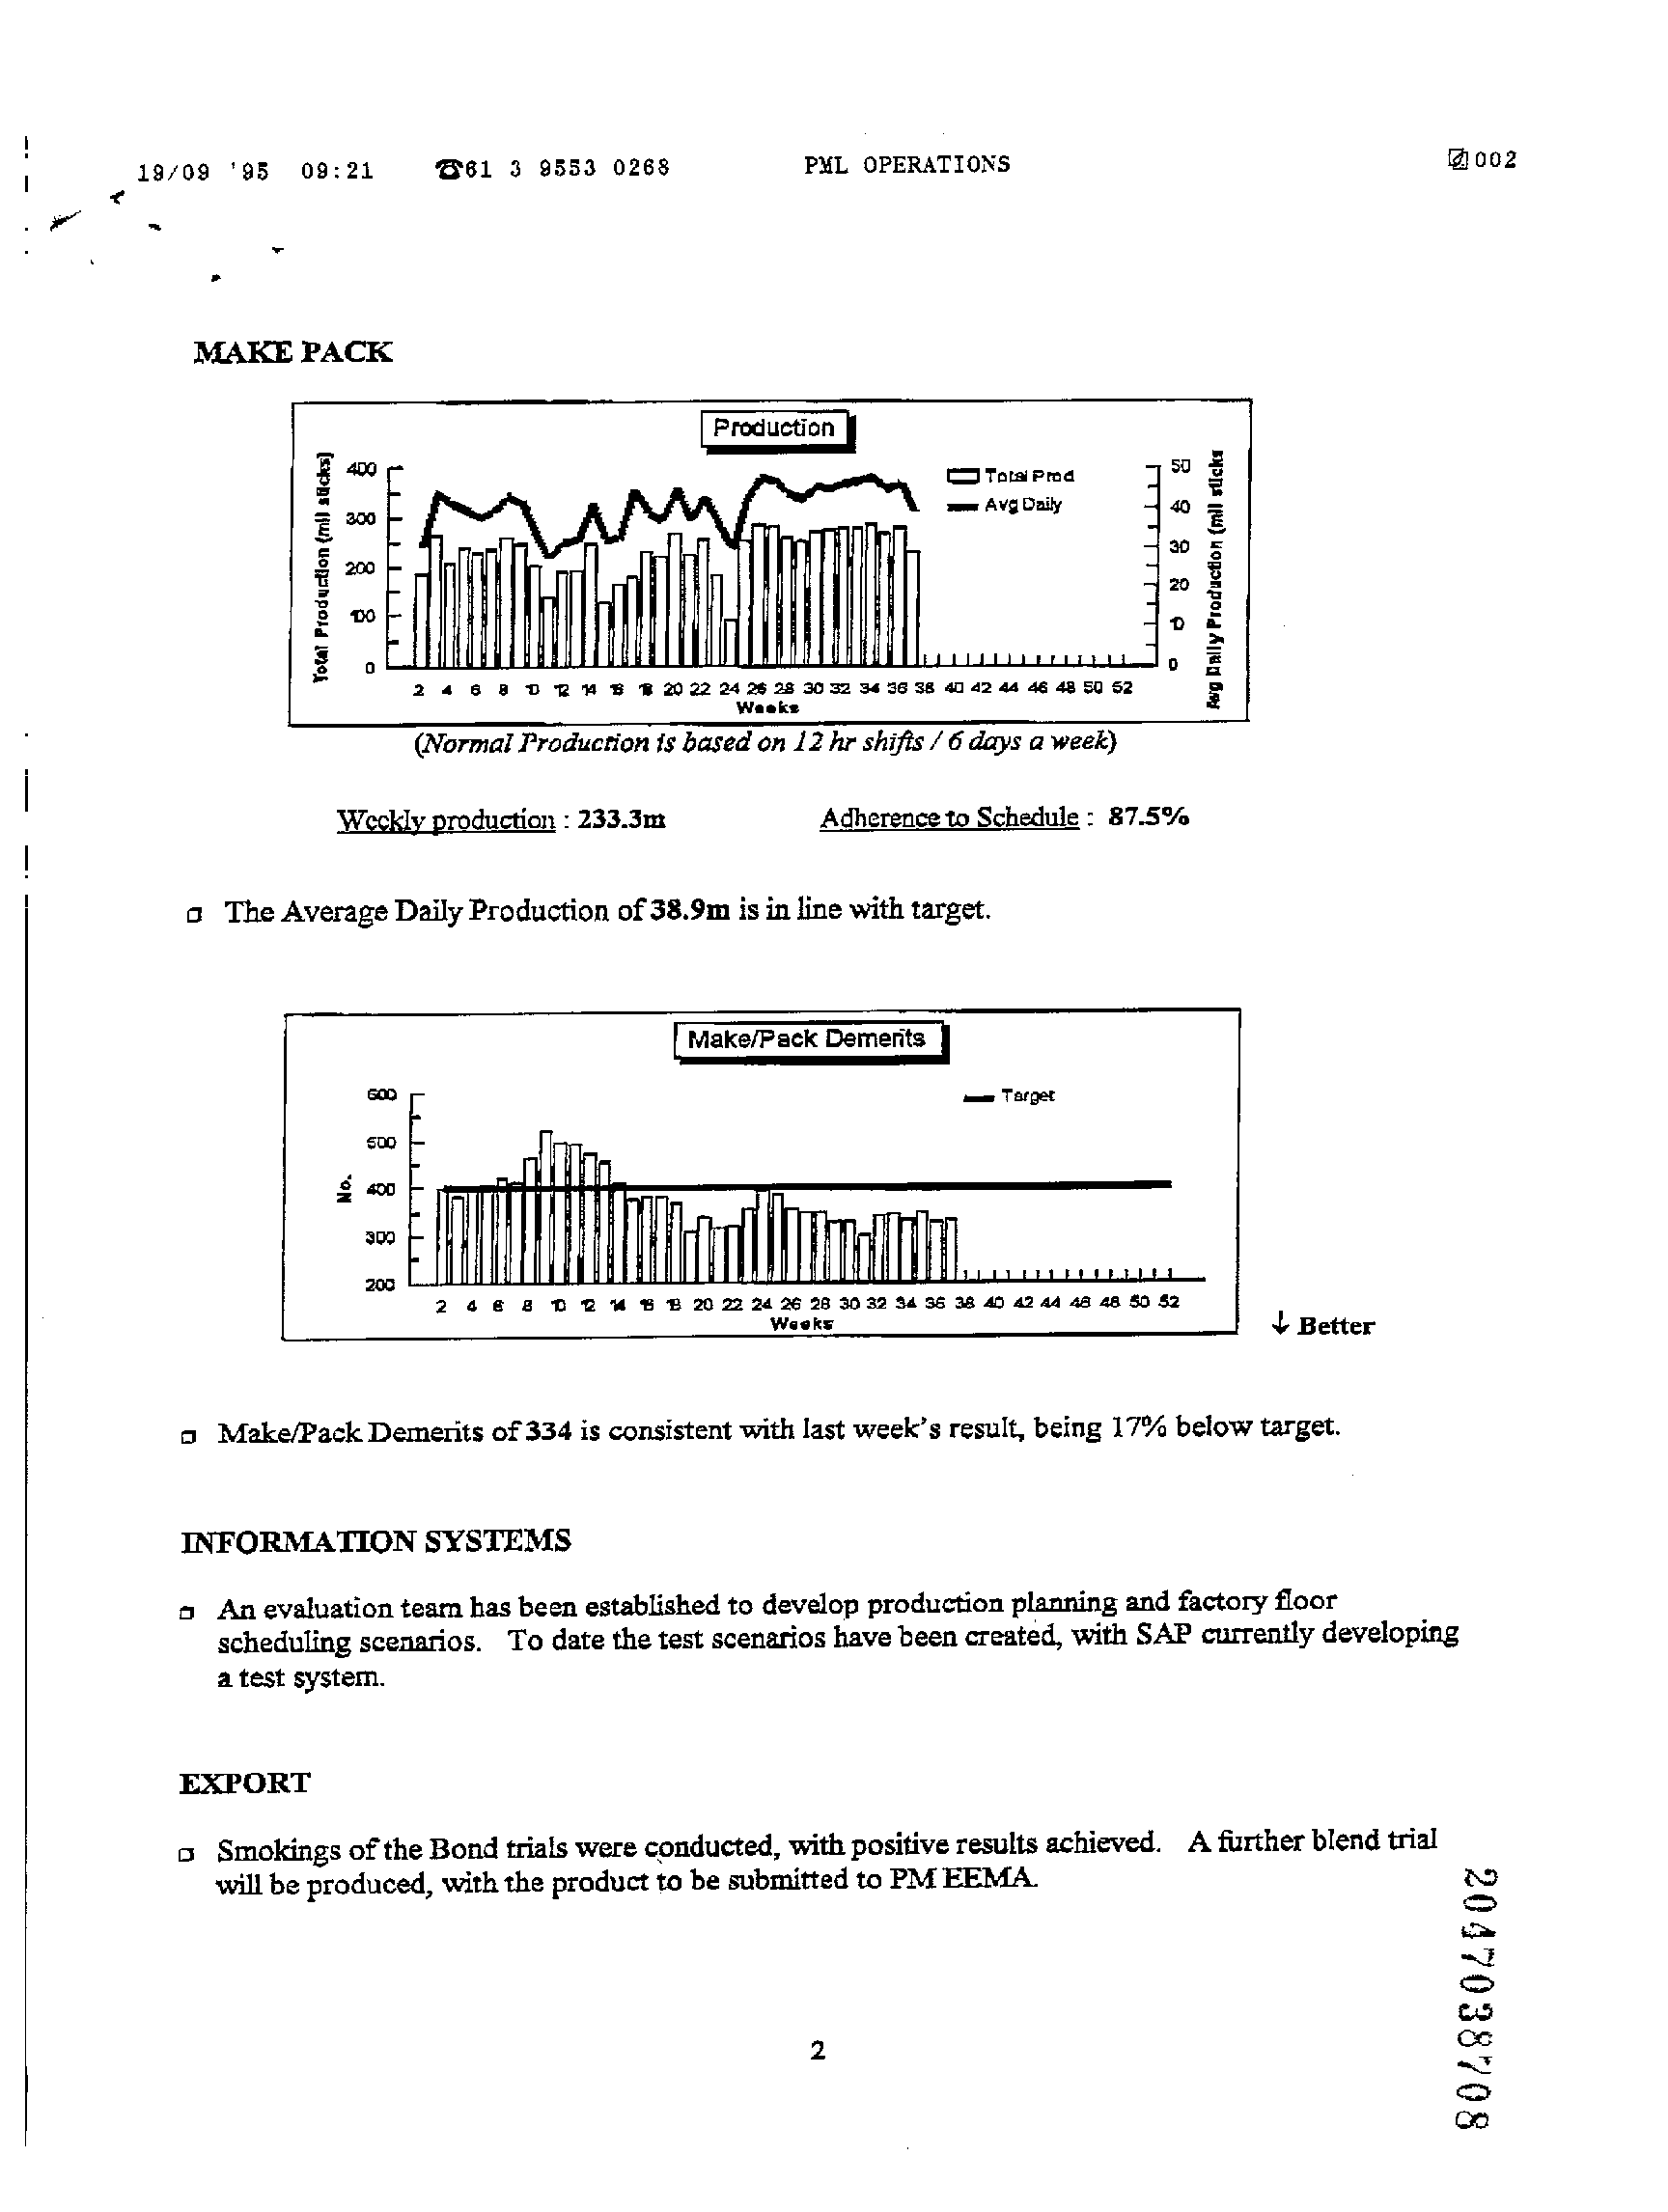 19/09 '95 09:21 ☎61 3 9553 0268 PML OPERATIONS 002
MAKE PACK
Production
Total Production (mil sticks)
400
300
200
100
0
Total Prod
Avg Daily
50
40
30
20
10
0
Avg Daily Production (mil sticks
2 4 6 8 10 12 14 16 18 20 22 24 26 28 30 32 34 36 38 40 42 44 46 48 50 52
Weeks
(Normal Production is based on 12 hr shifts / 6 days a week)
Weekly production : 233.3m Adherence to Schedule : 87.5%
The Average Daily Production of 38.9m is in line with target.
Make/Pack Demerits
No.
600
500
400
300
200
Target
2 4 6 8 10 12 14 16 18 20 22 24 26 28 30 32 34 36 38 40 42 44 46 48 50 52
Weeks
↓ Better
Make/Pack Demerits of 334 is consistent with last week's result, being 17% below target.
INFORMATION SYSTEMS
An evaluation team has been established to develop production planning and factory floor
scheduling scenarios. To date the test scenarios have been created, with SAP currently developing
a test system.
EXPORT
Smokings of the Bond trials were conducted, with positive results achieved. A further blend trial
will be produced, with the product to be submitted to PM EEMA.
2047038708
2